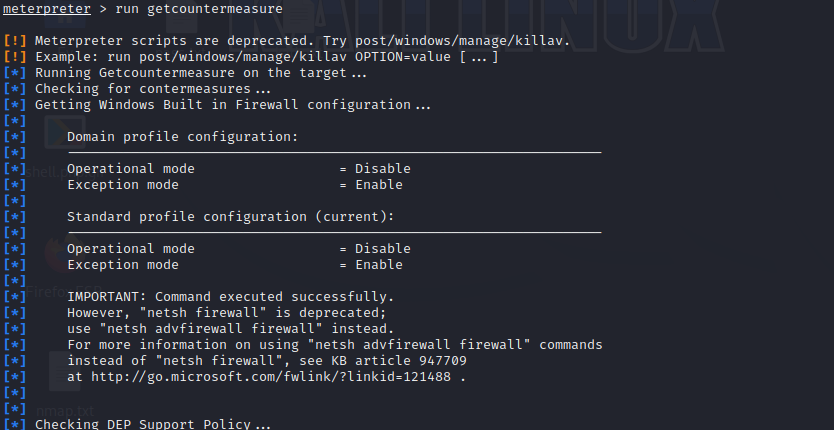 KALI LINUX
meterpreter > run getcountermeasure
[!] Meterpreter scripts are deprecated. Try post/windows/manage/killav.
[!] Example: run post/windows/manage/killav OPTION=value [...]
[*] Running Getcountermeasure on the target...
[*] Checking for contermeasures...
[*] Getting Windows Built in Firewall configuration...
[*]
[*] Domain profile configuration:
[*] -------------------------------------------------------------------
[*] Operational mode = Disable
[*] Exception mode = Enable
[*]
[*] Standard profile configuration (current):
[*] -------------------------------------------------------------------
[*] Operational mode = Disable
[*] Exception mode = Enable
[*]
[*] IMPORTANT: Command executed successfully.
[*] However, "netsh firewall" is deprecated;
[*] use "netsh advfirewall firewall" instead.
[*] For more information on using "netsh advfirewall firewall" commands
[*] instead of "netsh firewall", see KB article 947709
[*] at http://go.microsoft.com/fwlink/?linkid=121488 .
[*]
[*]
nmap.txt
[*] Checking DEP Support Policy...